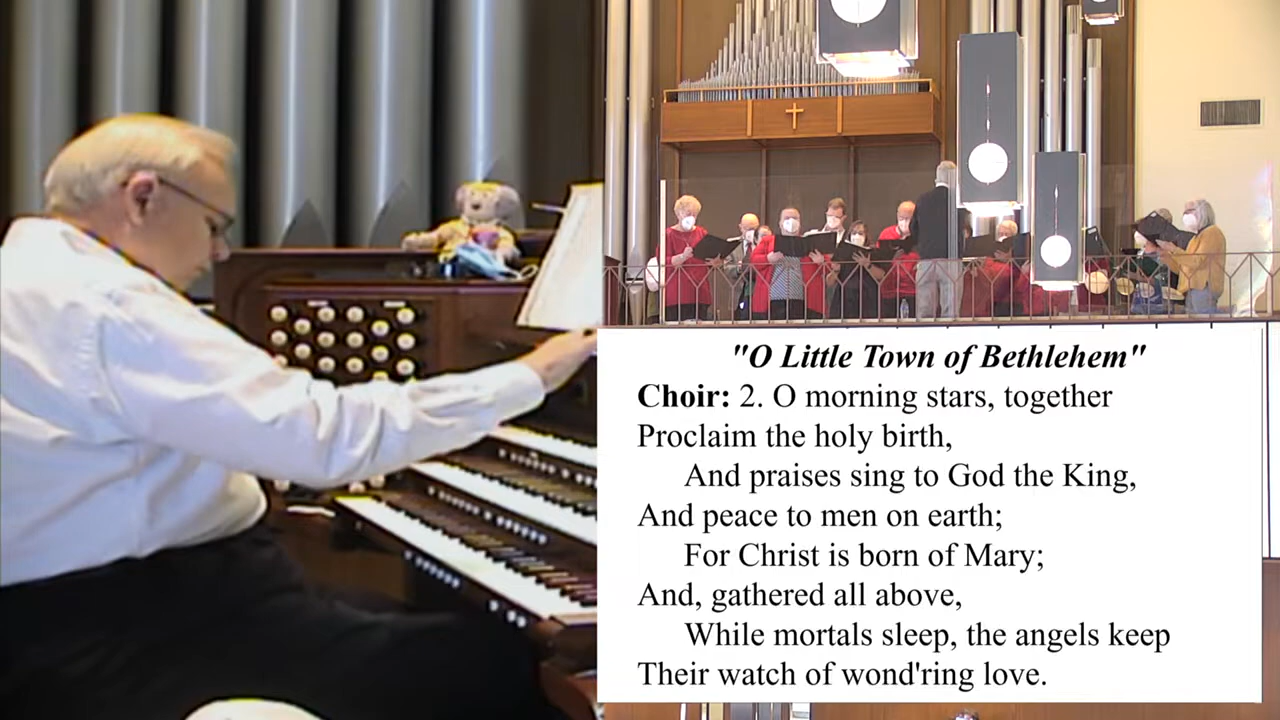 "O Little Town of Bethlehem"
Choir: 2. O morning stars, together
Proclaim the holy birth,
And praises sing to God the King,
And peace to men on earth;
For Christ is born of Mary;
And, gathered all above,
While mortals sleep, the angels keep
Their watch of wond'ring love.